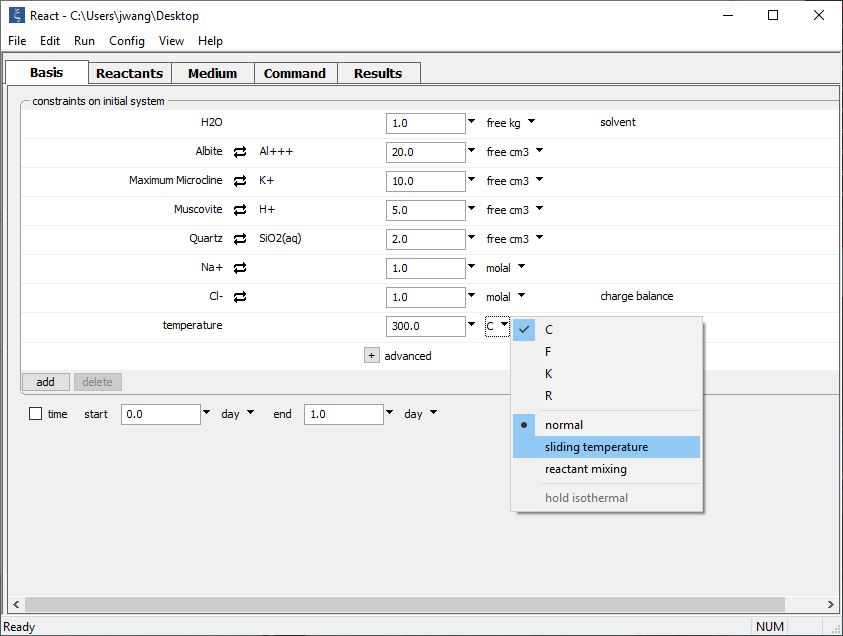 React - C:\Users\jwang\Desktop
File Edit Run Config View Help
Basis Reactants Medium Command Results
constraints on initial system
H2O 1.0 free kg solvent
Albite Al+++ 20.0 free cm3
Maximum Microcline K+ 10.0 free cm3
Muscovite H+ 5.0 free cm3
Quartz SiO2(aq) 2.0 free cm3
Na+ 1.0 molal
Cl- 1.0 molal charge balance
temperature 300.0 C
+ advanced
add delete
time start 0.0 day end 1.0 day
C
F
K
R
normal
sliding temperature
reactant mixing
hold isothermal
Ready NUM